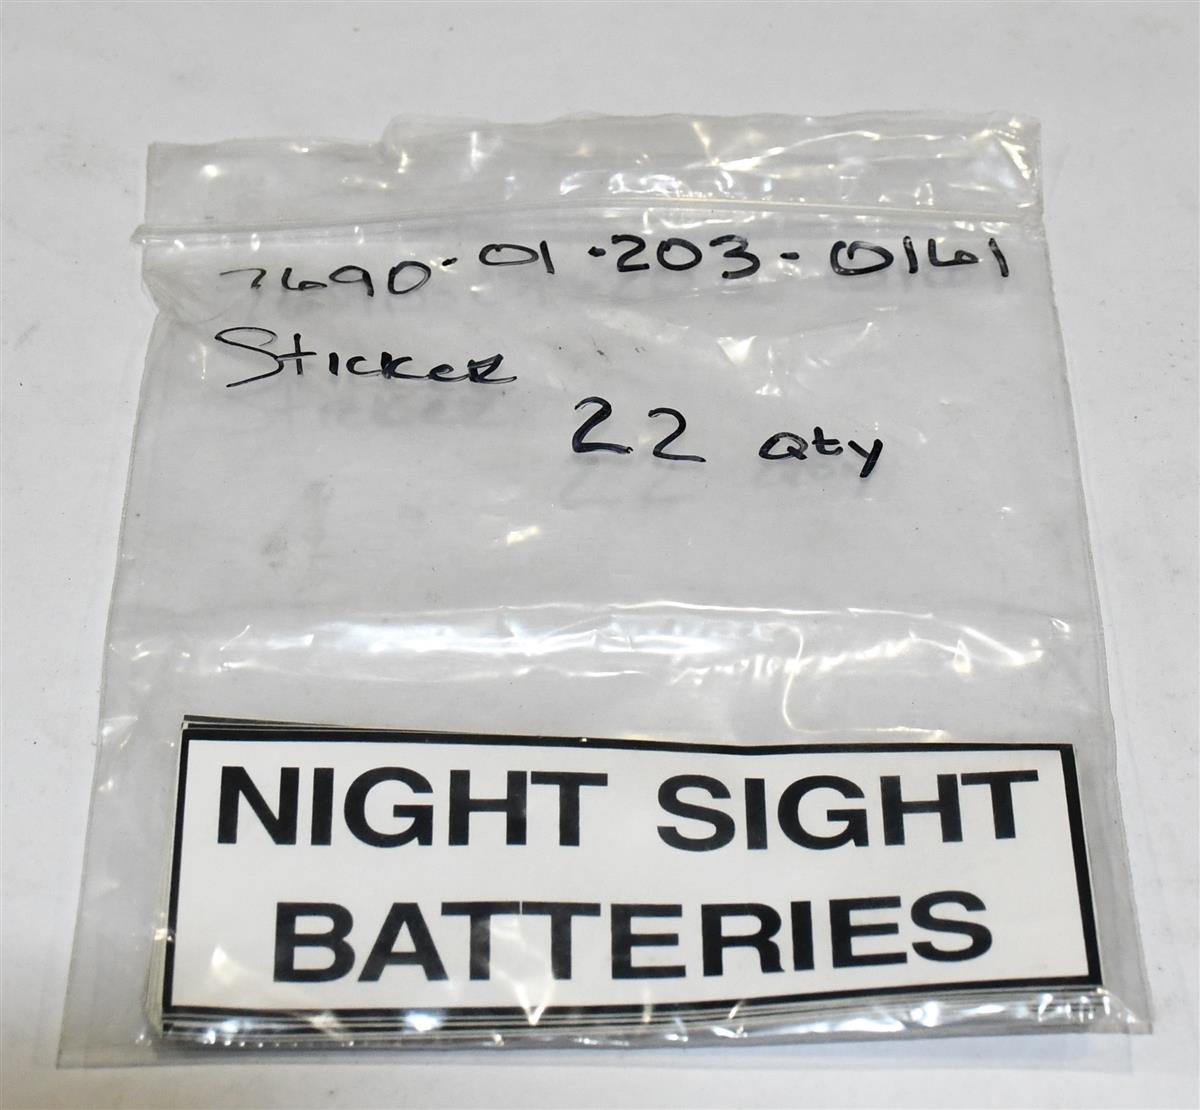 7690-01-203-0161
Sticker
22 Qty
NIGHT SIGHT
BATTERIES